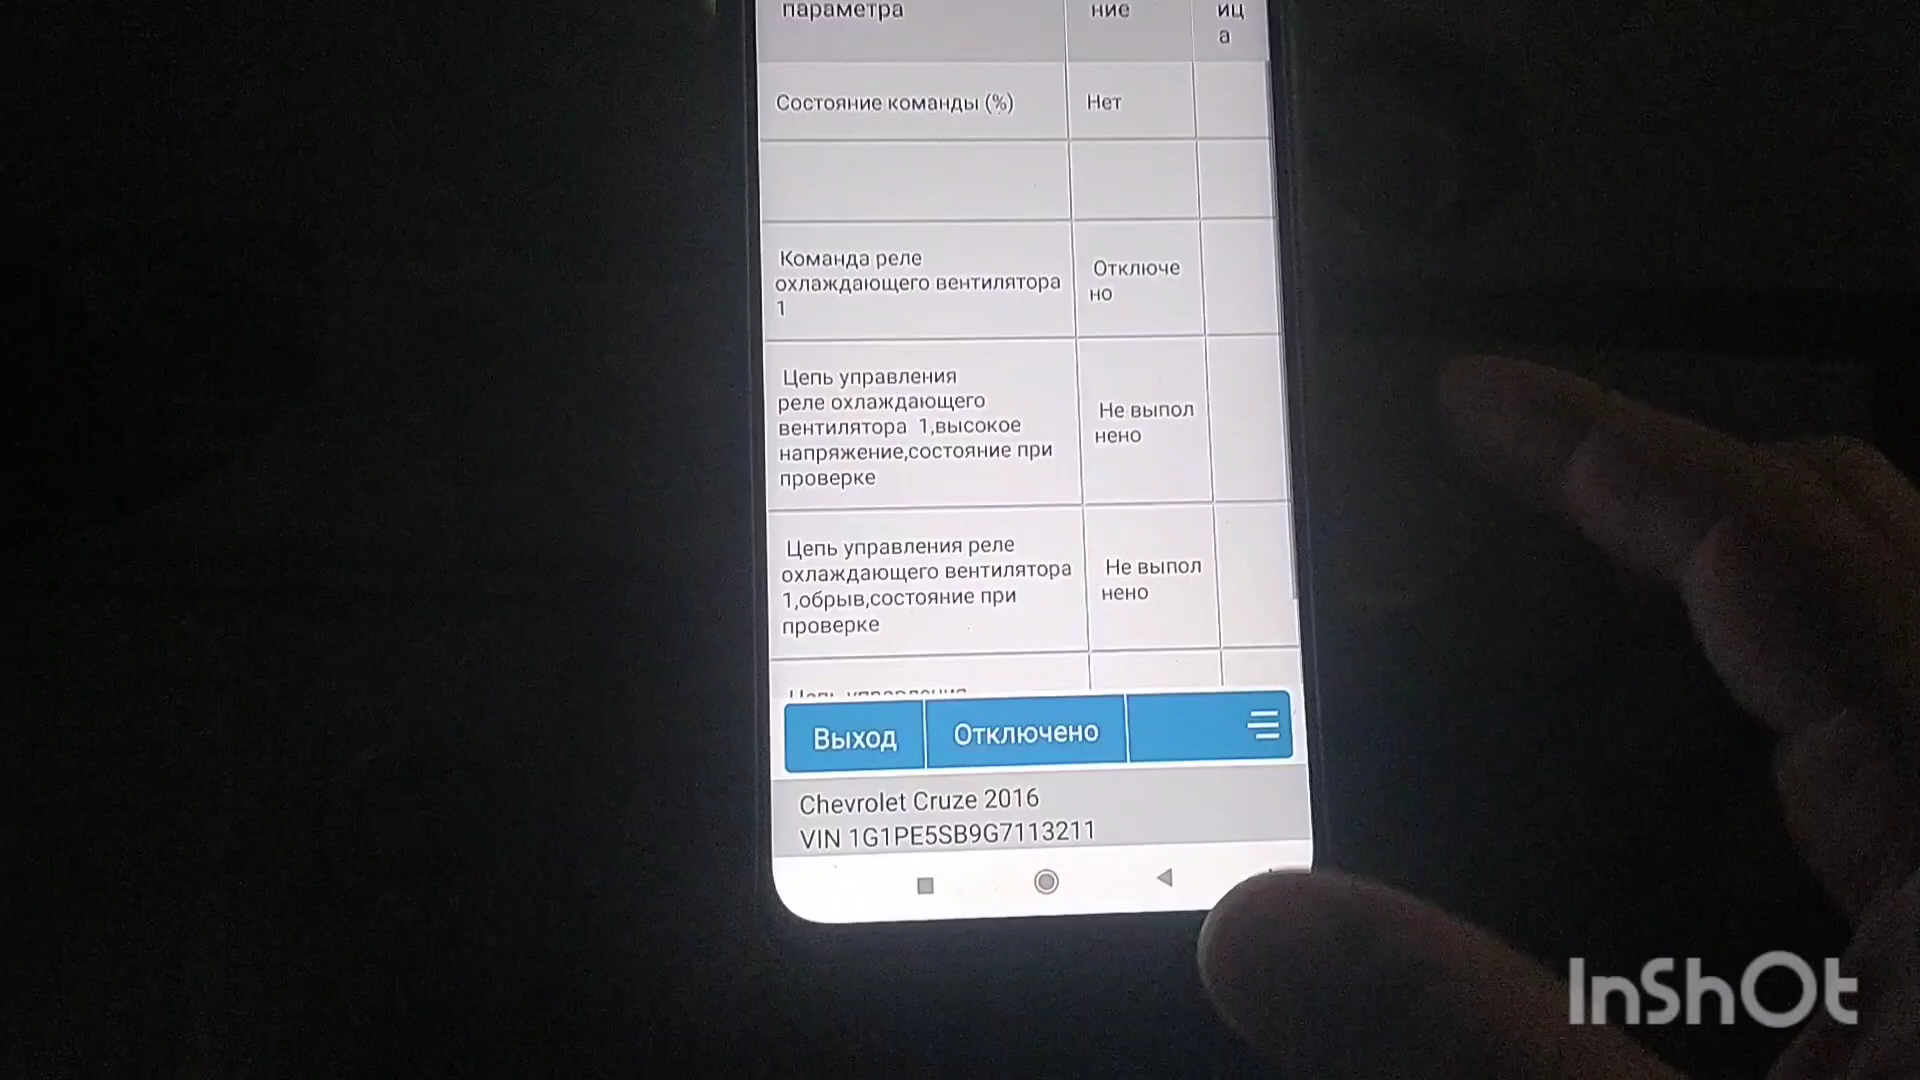 параметра
ние
иц
а
Состояние команды (%)
Нет
Команда реле
охлаждающего вентилятора
1
Отключе
но
Цепь управления
реле охлаждающего
вентилятора 1,высокое
напряжение,состояние при
проверке
Не выпол
нено
Цепь управления реле
охлаждающего вентилятора
1,обрыв,состояние при
проверке
Не выпол
нено
Цепь управления
Выход
Отключено
Chevrolet Cruze 2016
VIN 1G1PE5SB9G7113211
InShOt